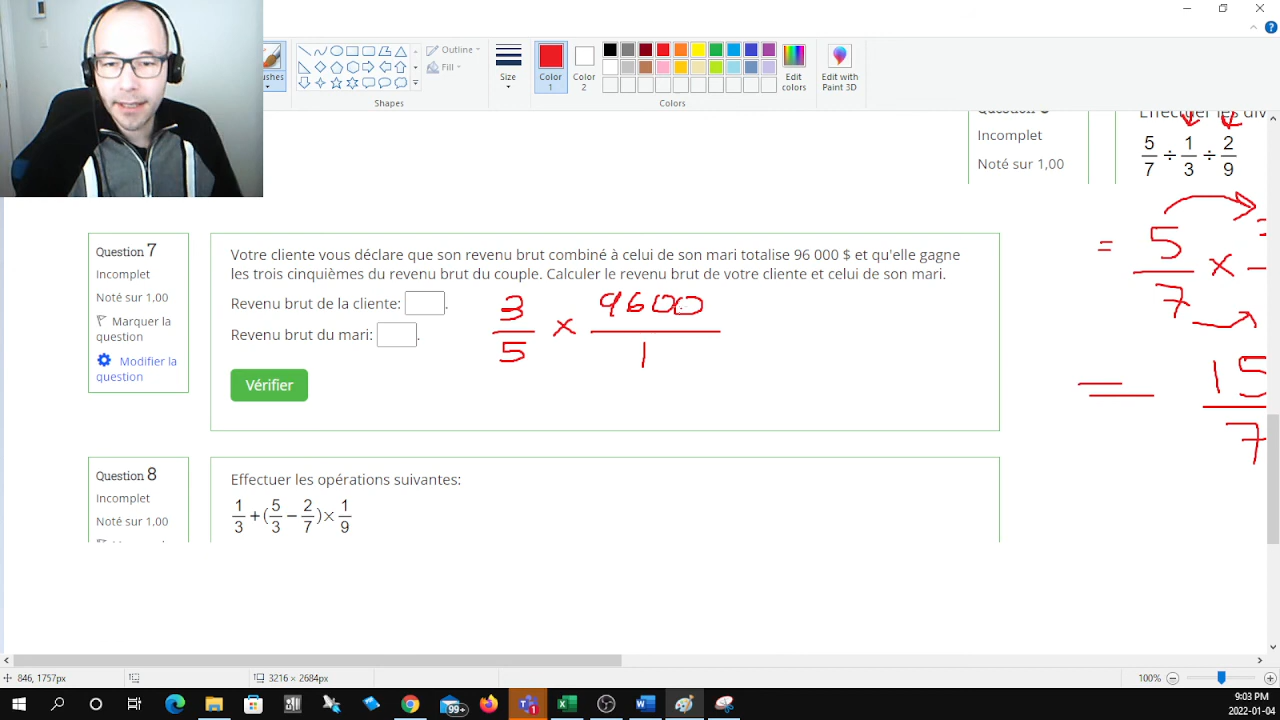 Outline
Fill
ushes
Size
Color
1
Color
2
Edit
colors
Edit with
Paint 3D
Shapes
Colors
Incomplet
Noté sur 1,00
5/7 ÷ 1/3 ÷ 2/9
= 5/7 ×
= 15/7
Question 7
Incomplet
Noté sur 1,00
Marquer la
question
Modifier la
question
Votre cliente vous déclare que son revenu brut combiné à celui de son mari totalise 96 000 $ et qu'elle gagne
les trois cinquièmes du revenu brut du couple. Calculer le revenu brut de votre cliente et celui de son mari.
Revenu brut de la cliente: .
Revenu brut du mari: .
3/5 × 9600/1
Vérifier
Question 8
Incomplet
Noté sur 1,00
Effectuer les opérations suivantes:
1/3 + (5/3 − 2/7) × 1/9
846, 1757px
3216 × 2684px
100%
99+
1
9:03 PM
2022-01-04